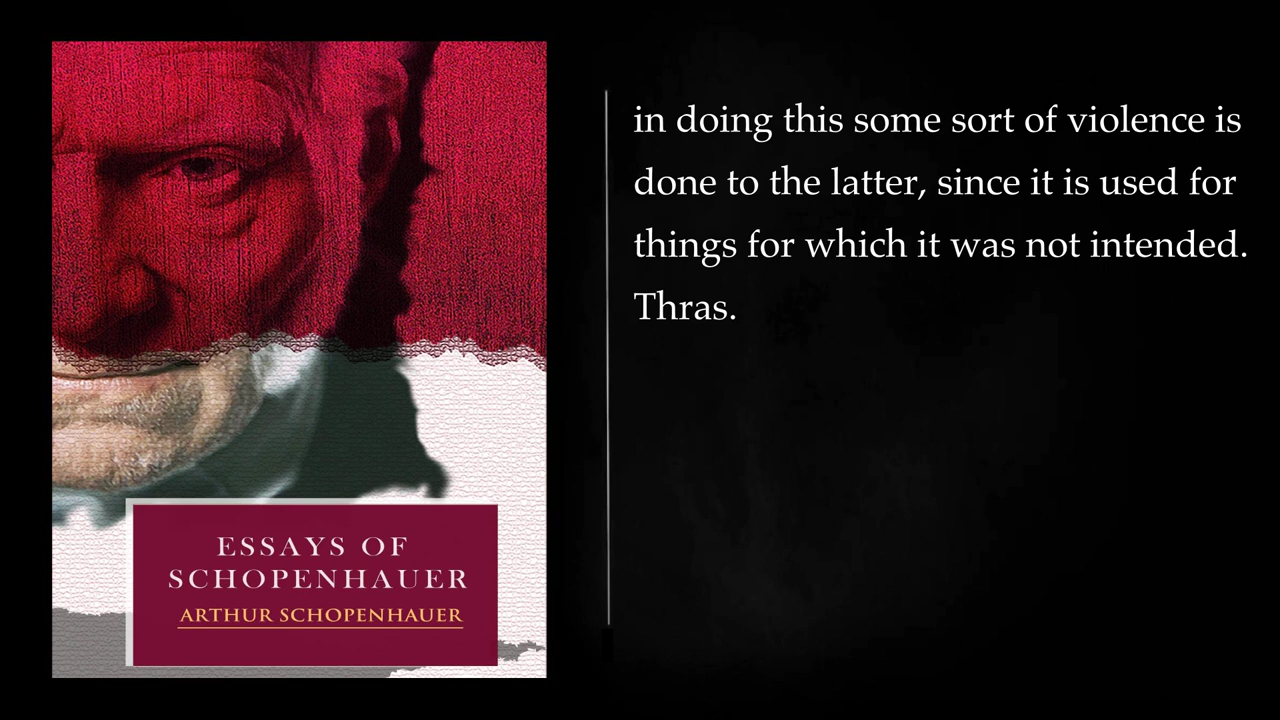 ESSAYS OF
SCHOPENHAUER
ARTHUR SCHOPENHAUER
in doing this some sort of violence is
done to the latter, since it is used for
things for which it was not intended.
Thras.